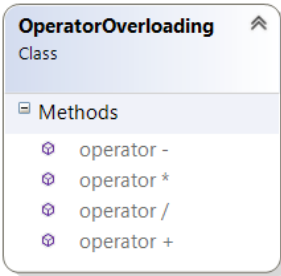 OperatorOverloading
Class
Methods
operator -
operator *
operator /
operator +